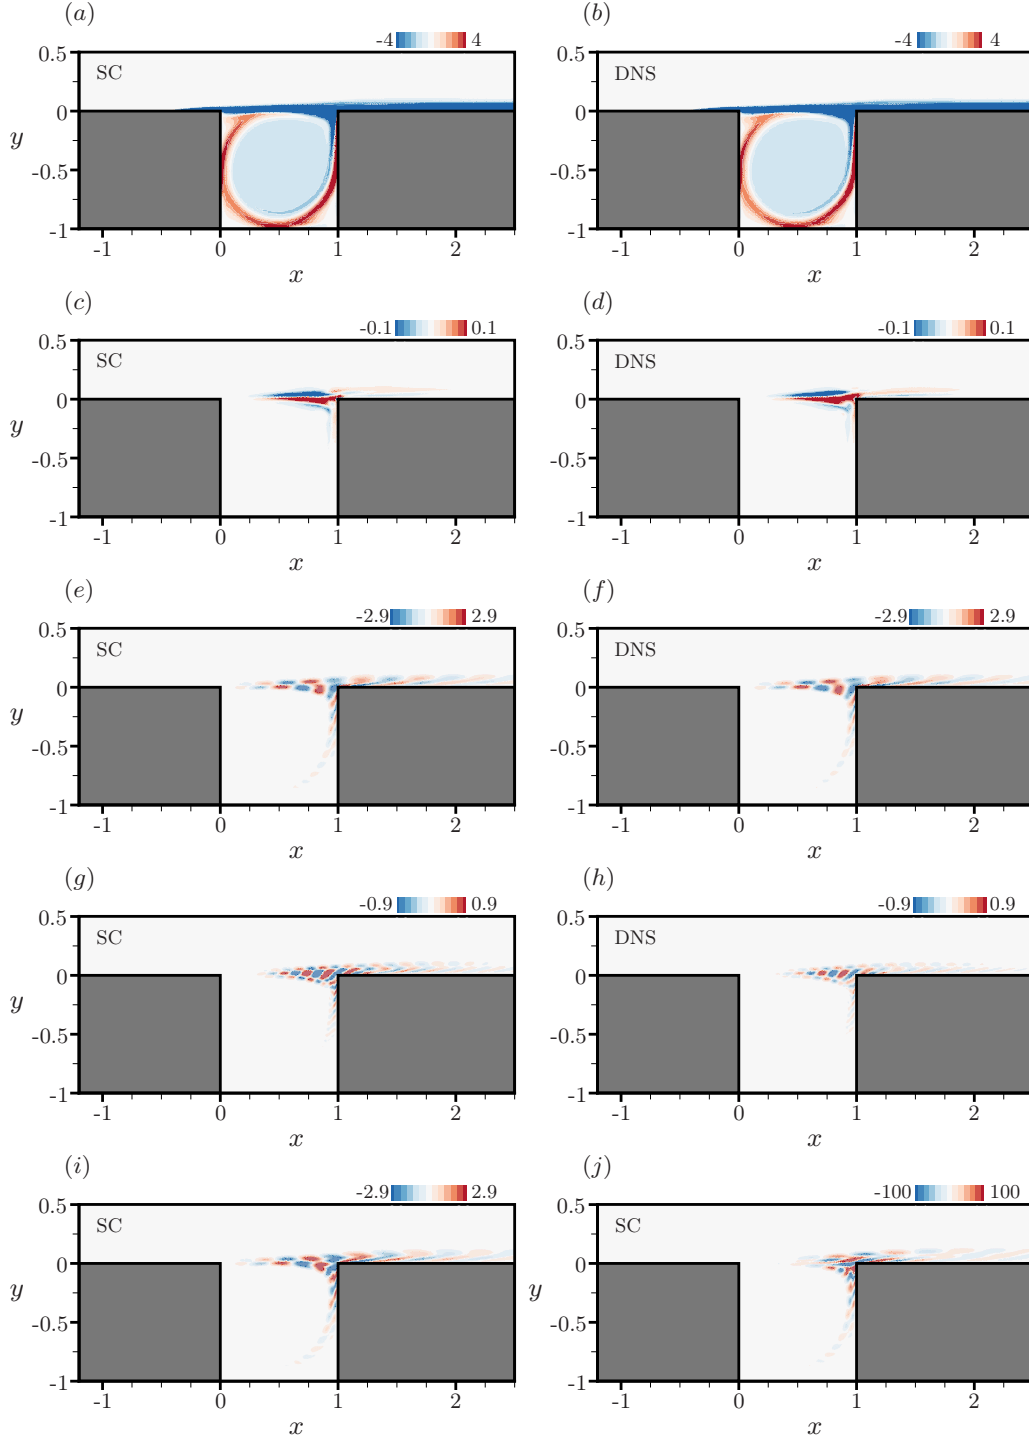 (a) (b)
-4 4 -4 4
0.5 SC 0.5 DNS
0 0
y
-0.5 -0.5
-1 -1
-1 0 1 2 -1 0 1 2
x x
(c) (d)
-0.1 0.1 -0.1 0.1
0.5 SC 0.5 DNS
0 0
y
-0.5 -0.5
-1 -1
-1 0 1 2 -1 0 1 2
x x
(e) (f)
-2.9 2.9 -2.9 2.9
0.5 SC 0.5 DNS
0 0
y
-0.5 -0.5
-1 -1
-1 0 1 2 -1 0 1 2
x x
(g) (h)
-0.9 0.9 -0.9 0.9
0.5 SC 0.5 DNS
0 0
y
-0.5 -0.5
-1 -1
-1 0 1 2 -1 0 1 2
x x
(i) (j)
-2.9 2.9 -100 100
0.5 SC 0.5 SC
0 0
y y
-0.5 -0.5
-1 -1
-1 0 1 2 -1 0 1 2
x x